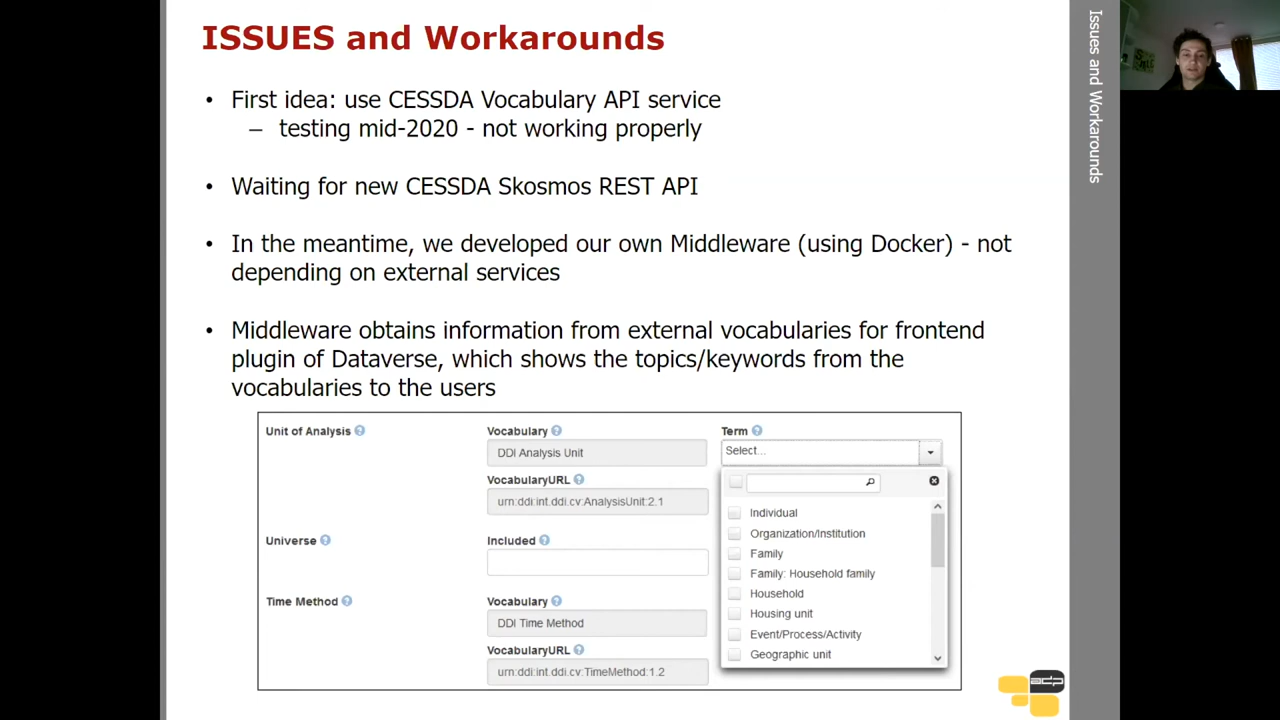 ISSUES and Workarounds
• First idea: use CESSDA Vocabulary API service
– testing mid-2020 - not working properly
• Waiting for new CESSDA Skosmos REST API
• In the meantime, we developed our own Middleware (using Docker) - not
depending on external services
• Middleware obtains information from external vocabularies for frontend
plugin of Dataverse, which shows the topics/keywords from the
vocabularies to the users
Unit of Analysis ? Vocabulary ? Term ?
DDI Analysis Unit Select...
VocabularyURL ?
urn:ddi:int.ddi.cv:AnalysisUnit:2.1
Individual
Organization/Institution
Family
Family: Household family
Household
Housing unit
Event/Process/Activity
Geographic unit
Universe ? Included ?
Time Method ? Vocabulary ?
DDI Time Method
VocabularyURL ?
urn:ddi:int.ddi.cv:TimeMethod:1.2
Issues and Workarounds
adp